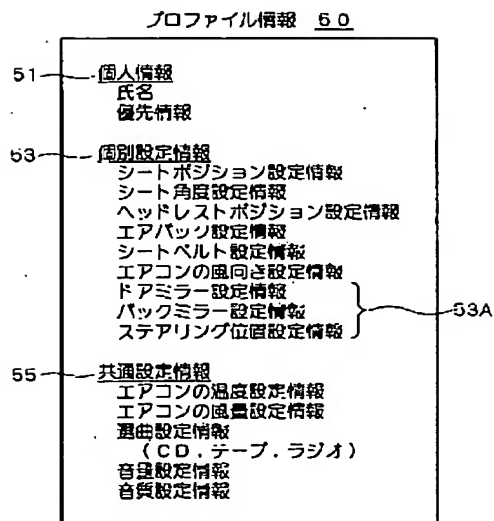 プロファイル情報 50
51 個人情報
氏名
優先情報
53 個別設定情報
シートポジション設定情報
シート角度設定情報
ヘッドレストポジション設定情報
エアバック設定情報
シートベルト設定情報
エアコンの風向き設定情報
ドアミラー設定情報
バックミラー設定情報 53A
ステアリング位置設定情報
55 共通設定情報
エアコンの温度設定情報
エアコンの風量設定情報
選曲設定情報
(CD.テープ.ラジオ)
音量設定情報
音質設定情報